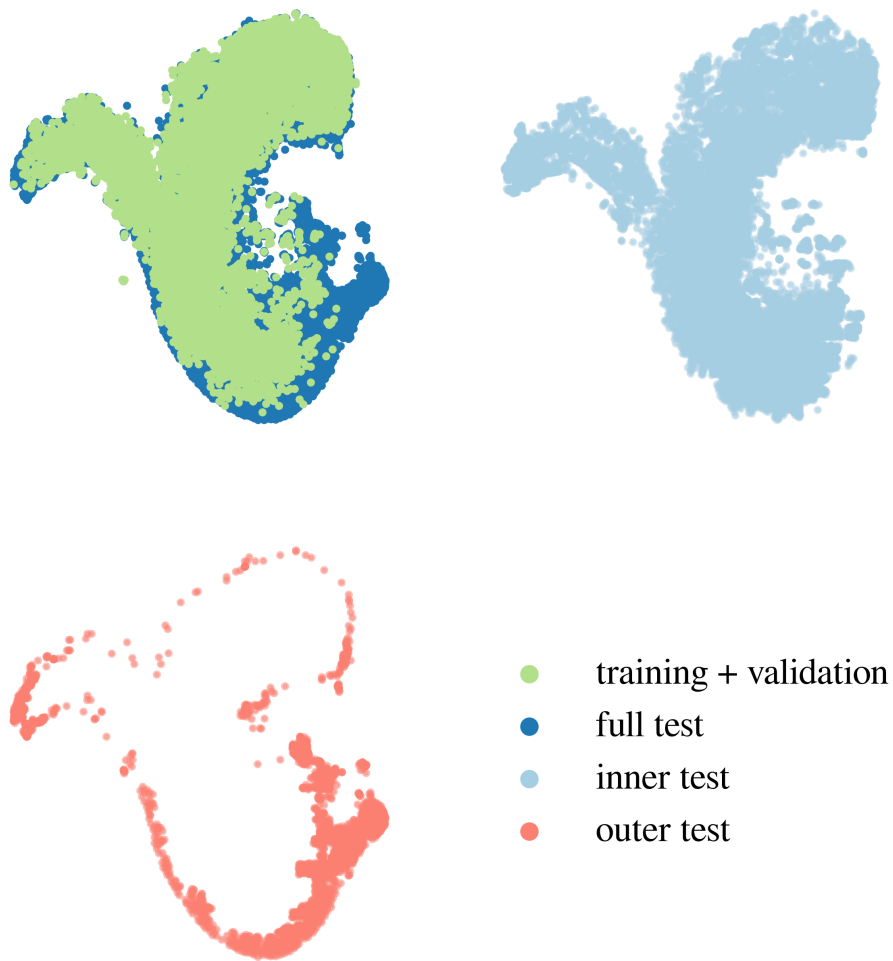 training + validation
full test
inner test
outer test